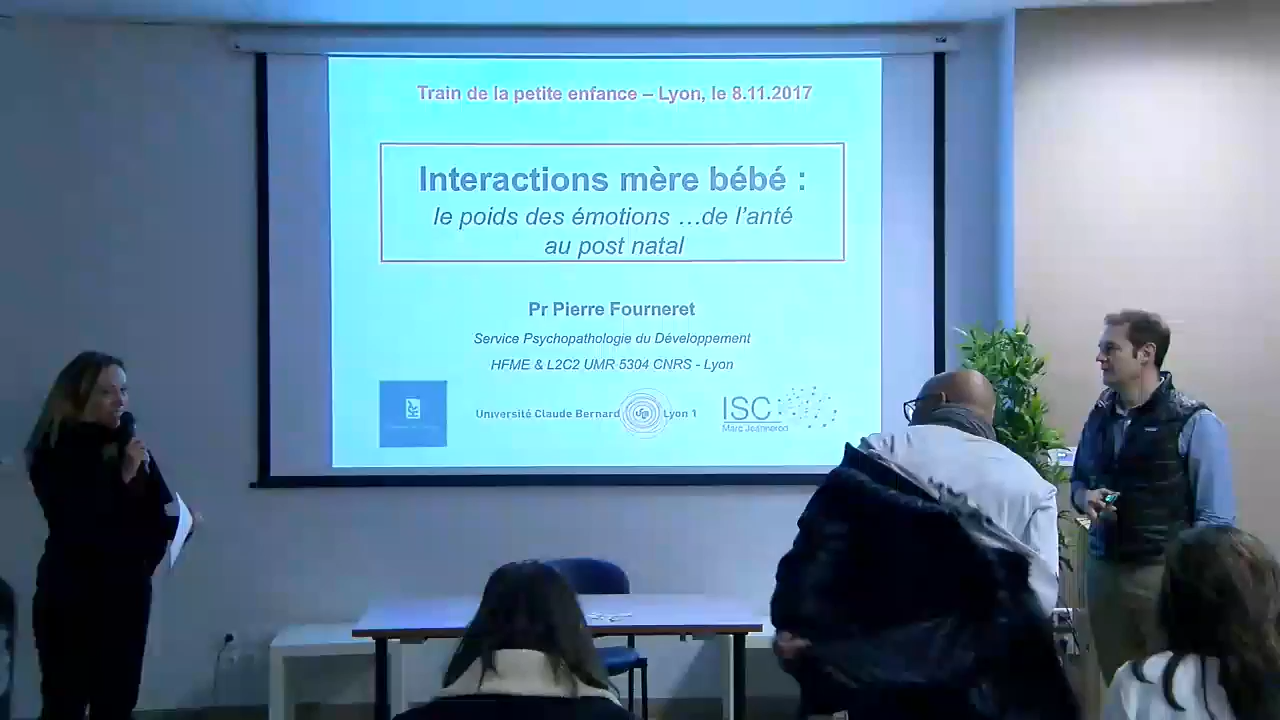 Train de la petite enfance – Lyon, le 8.11.2017
Interactions mère bébé :
le poids des émotions …de l'anté
au post natal
Pr Pierre Fourneret
Service Psychopathologie du Développement
HFME & L2C2 UMR 5304 CNRS - Lyon
Université Claude Bernard Lyon 1
ISC
Marc Jeannerod